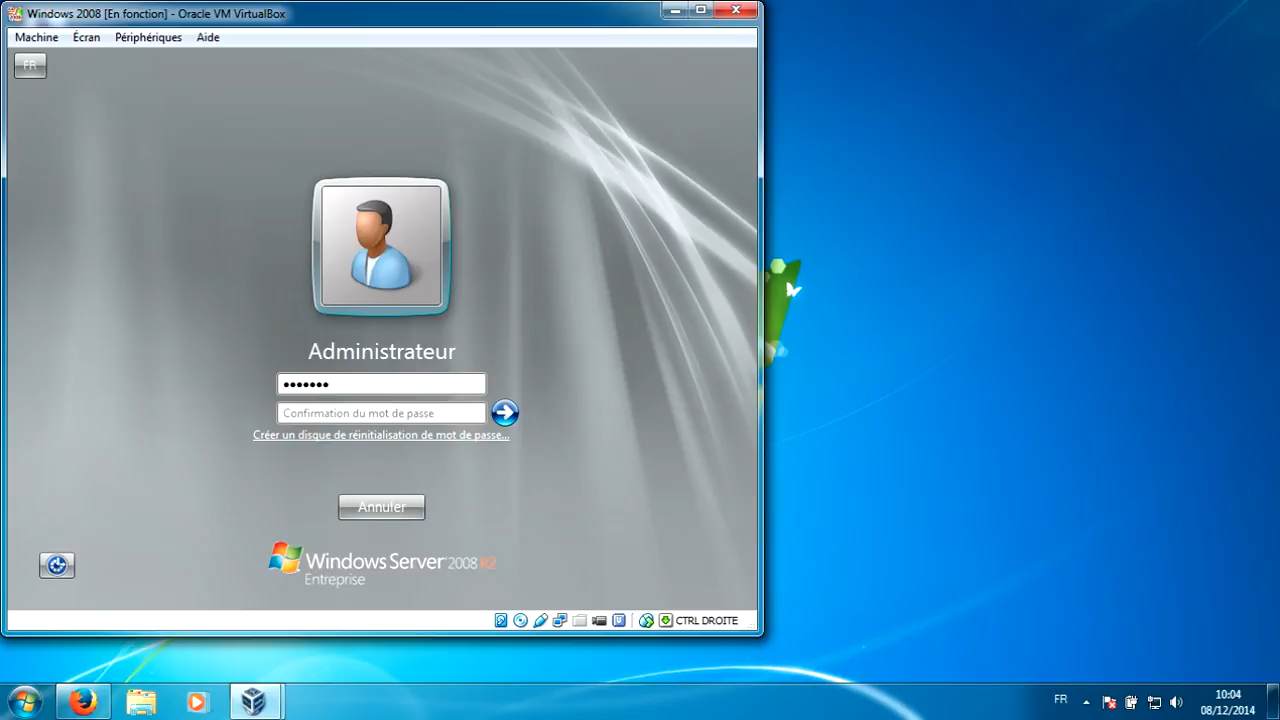 Windows 2008 [En fonction] - Oracle VM VirtualBox
Machine Écran Périphériques Aide
FR
Administrateur
•••••••
Confirmation du mot de passe
Créer un disque de réinitialisation de mot de passe...
Annuler
Windows Server 2008 R2
Entreprise
CTRL DROITE
FR
10:04
08/12/2014